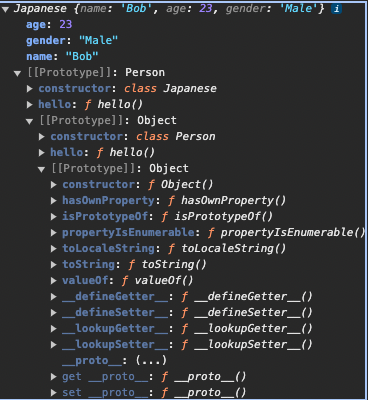 ▼ Japanese {name: 'Bob', age: 23, gender: 'Male'} i
age: 23
gender: "Male"
name: "Bob"
▼ [[Prototype]]: Person
▶ constructor: class Japanese
▶ hello: ƒ hello()
▼ [[Prototype]]: Object
▶ constructor: class Person
▶ hello: ƒ hello()
▼ [[Prototype]]: Object
▶ constructor: ƒ Object()
▶ hasOwnProperty: ƒ hasOwnProperty()
▶ isPrototypeOf: ƒ isPrototypeOf()
▶ propertyIsEnumerable: ƒ propertyIsEnumerable()
▶ toLocaleString: ƒ toLocaleString()
▶ toString: ƒ toString()
▶ valueOf: ƒ valueOf()
▶ __defineGetter__: ƒ __defineGetter__()
▶ __defineSetter__: ƒ __defineSetter__()
▶ __lookupGetter__: ƒ __lookupGetter__()
▶ __lookupSetter__: ƒ __lookupSetter__()
__proto__: (...)
▶ get __proto__: ƒ __proto__()
▶ set __proto__: ƒ __proto__()